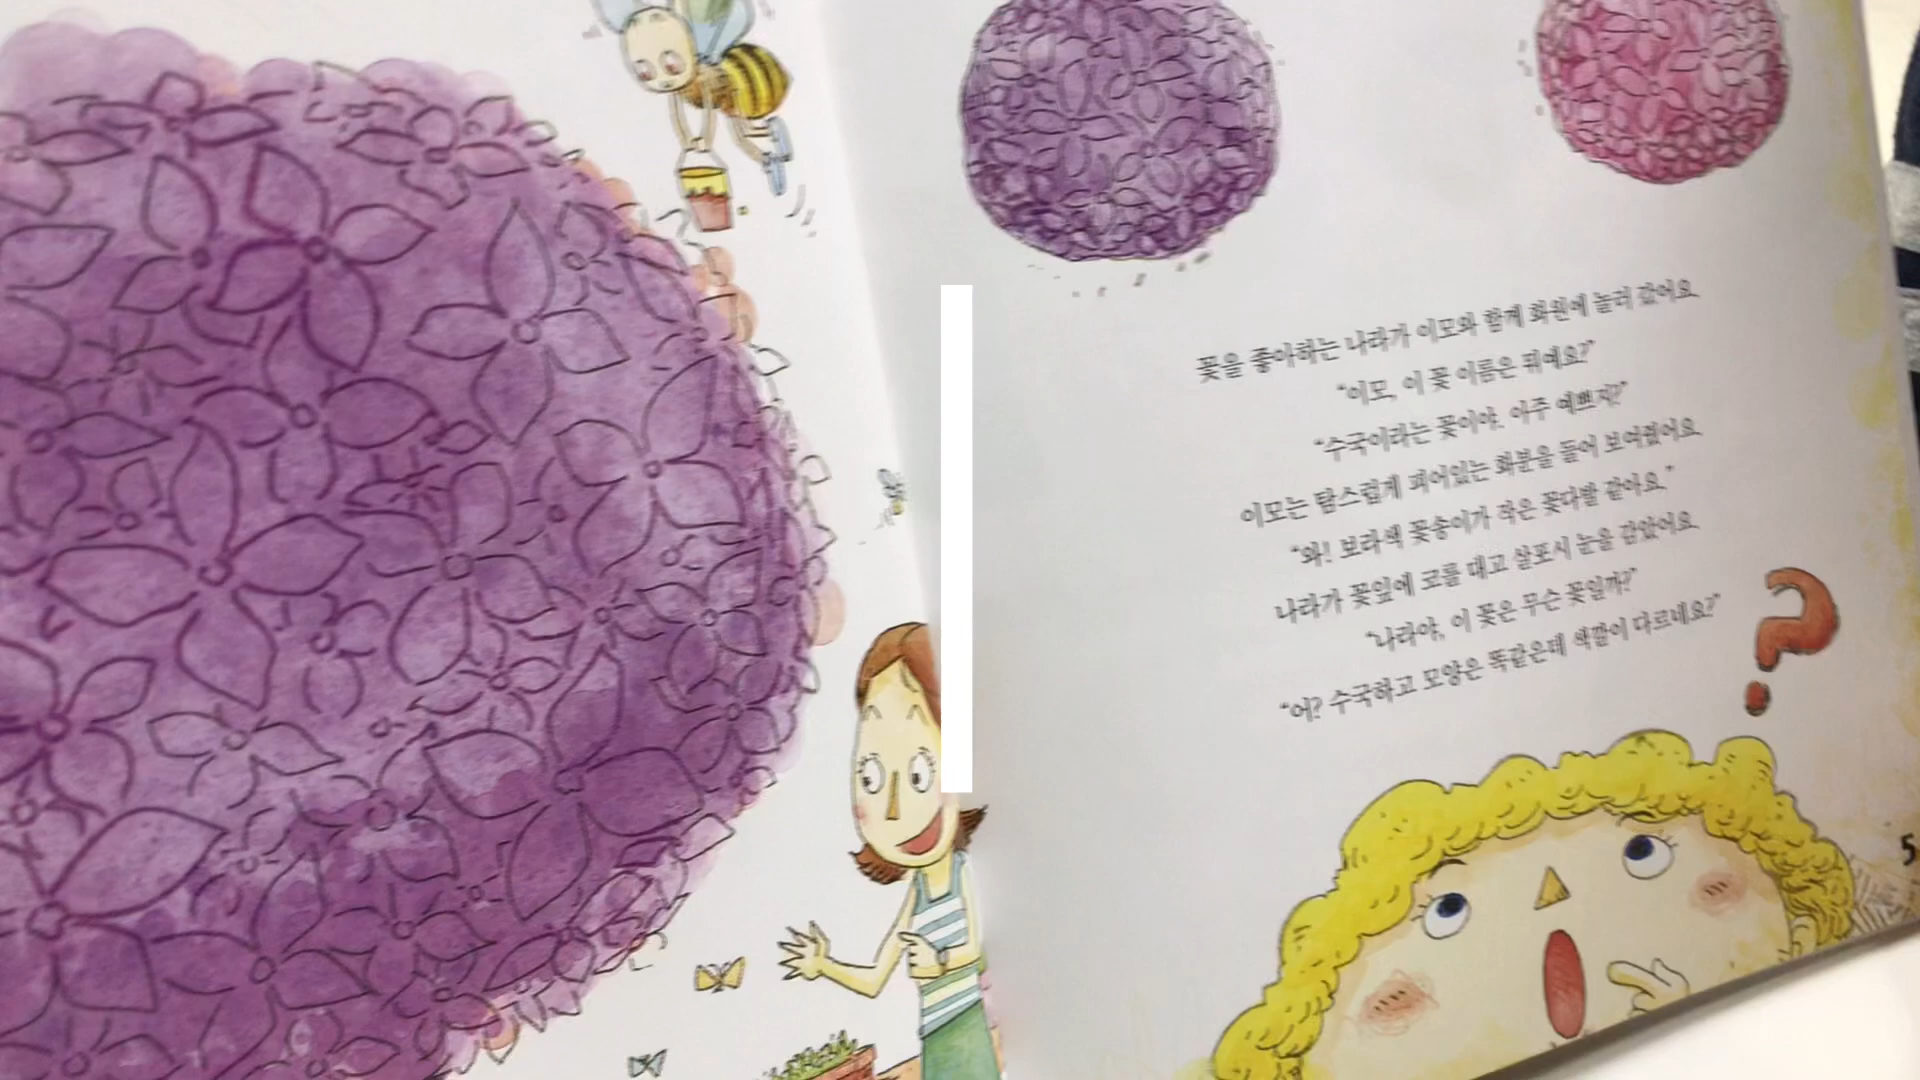 꽃을 좋아하는 나라가 이모와 함께 화원에 놀러 갔어요.
“이모, 이 꽃 이름은 뭐예요?”
“수국이라는 꽃이야. 아주 예쁘지?”
이모는 탐스럽게 피어있는 화분을 들어 보여줬어요.
“와! 보라색 꽃송이가 작은 꽃다발 같아요.”
나라가 꽃잎에 코를 대고 살포시 눈을 감았어요.
“나라야, 이 꽃은 무슨 꽃일까?”
“어? 수국하고 모양은 똑같은데 색깔이 다르네요?”
?
5